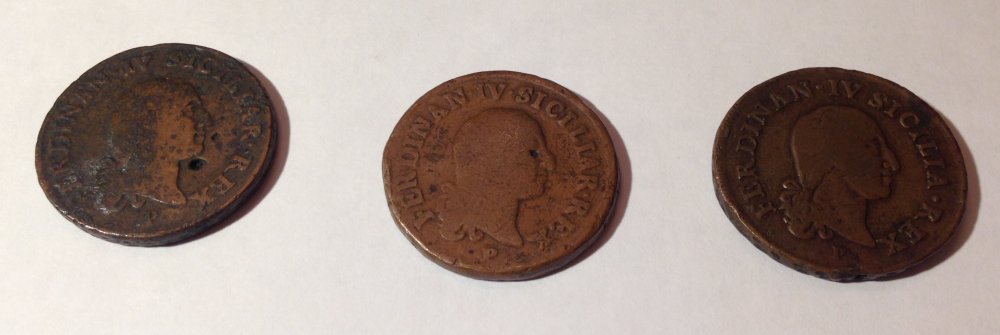 FERDINAN IV SICILIAR·REX
P
FERDINAN·IV·SICILIAR·REX
·P·
FERDINAN·IV SICILIA·REX